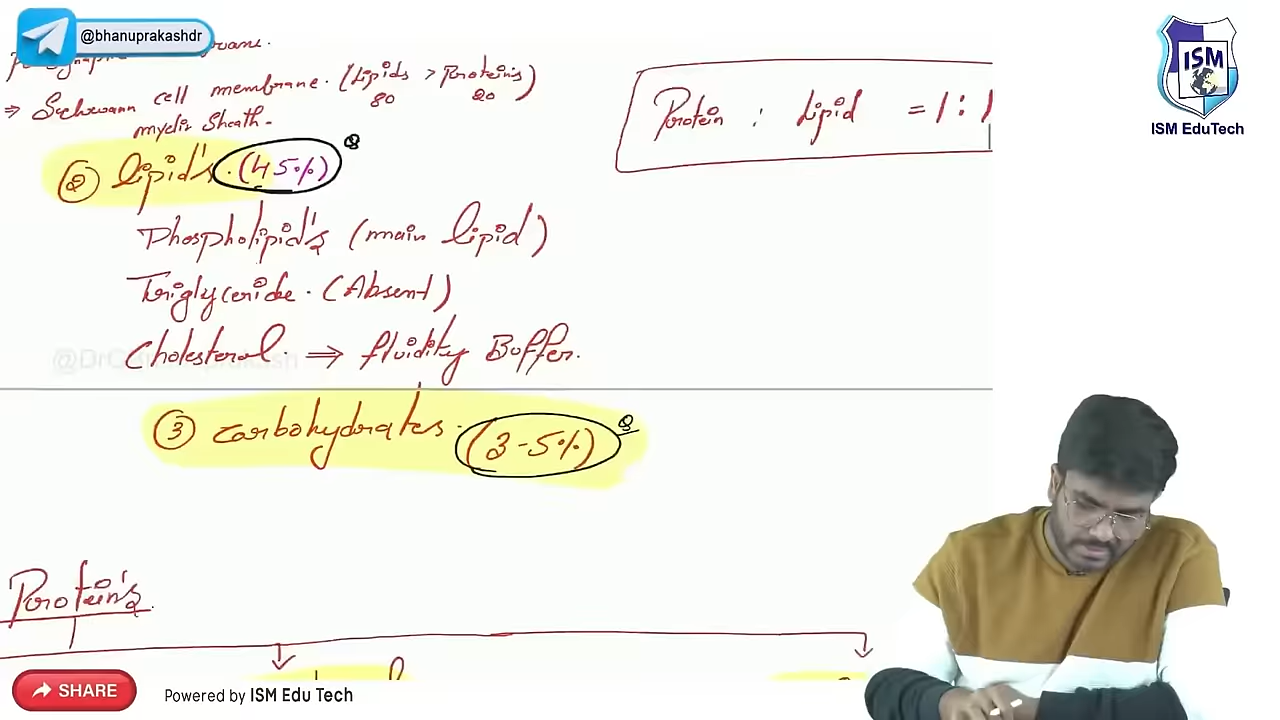 @bhanuprakashdr
ISM
ISM EduTech
⇒ Schwann cell membrane. (Lipids > Proteins)
80 20
myelin Sheath.
Protein : Lipid = 1 : 1
② lipid's. (45%) Q
Phospholipid's (main lipid)
Triglyceride. (Absent)
Cholesterol. ⇒ fluidity Buffer.
③ carbohydrates. (3-5%) Q
Protein's.
SHARE
Powered by ISM Edu Tech